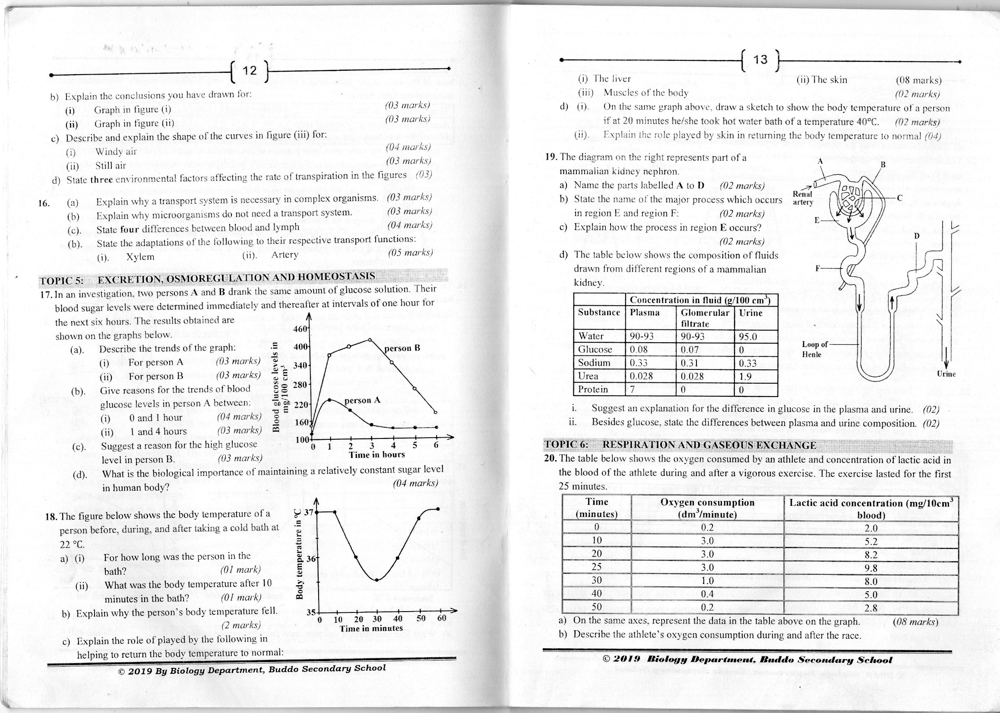 { 12 }
b) Explain the conclusions you have drawn for:
(i) Graph in figure (i) (03 marks)
(ii) Graph in figure (ii) (03 marks)
c) Describe and explain the shape of the curves in figure (iii) for:
(i) Windy air (04 marks)
(ii) Still air (03 marks)
d) State three environmental factors affecting the rate of transpiration in the figures (03)
16. (a) Explain why a transport system is necessary in complex organisms. (03 marks)
(b) Explain why microorganisms do not need a transport system. (03 marks)
(c). State four differences between blood and lymph (04 marks)
(b). State the adaptations of the following to their respective transport functions:
(i). Xylem (ii). Artery (05 marks)
TOPIC 5: EXCRETION, OSMOREGULATION AND HOMEOSTASIS
17. In an investigation, two persons A and B drank the same amount of glucose solution. Their
blood sugar levels were determined immediately and thereafter at intervals of one hour for
the next six hours. The results obtained are
shown on the graphs below.
(a). Describe the trends of the graph:
(i) For person A (03 marks)
(ii) For person B (03 marks)
(b). Give reasons for the trends of blood
glucose levels in person A between:
(i) 0 and 1 hour (04 marks)
(ii) 1 and 4 hours (03 marks)
(c). Suggest a reason for the high glucose
level in person B. (03 marks)
Blood glucose levels in
mg/100 cm³
460
400
340
280
220
160
100
person B
person A
0 1 2 3 4 5 6
Time in hours
(d). What is the biological importance of maintaining a relatively constant sugar level
in human body? (04 marks)
18. The figure below shows the body temperature of a
person before, during, and after taking a cold bath at
22 °C.
a) (i) For how long was the person in the
bath? (01 mark)
(ii) What was the body temperature after 10
minutes in the bath? (01 mark)
b) Explain why the person's body temperature fell.
(2 marks)
c) Explain the role of played by the following in
helping to return the body temperature to normal:
Body temperature in °C
37
36
35
0 10 20 30 40 50 60
Time in minutes
© 2019 By Biology Department, Buddo Secondary School
{ 13 }
(i) The liver (ii) The skin (08 marks)
(iii) Muscles of the body (02 marks)
d) (i). On the same graph above, draw a sketch to show the body temperature of a person
if at 20 minutes he/she took hot water bath of a temperature 40°C. (02 marks)
(ii). Explain the role played by skin in returning the body temperature to normal (04)
19. The diagram on the right represents part of a
mammalian kidney nephron.
a) Name the parts labelled A to D (02 marks)
b) State the name of the major process which occurs
in region E and region F: (02 marks)
c) Explain how the process in region E occurs?
(02 marks)
d) The table below shows the composition of fluids
drawn from different regions of a mammalian
kidney.
A
B
Renal
artery
C
E
D
F
Loop of
Henle
Urine
Concentration in fluid (g/100 cm³)
Substance Plasma Glomerular filtrate Urine
Water 90-93 90-93 95.0
Glucose 0.08 0.07 0
Sodium 0.33 0.31 0.33
Urea 0.028 0.028 1.9
Protein 7 0 0
i. Suggest an explanation for the difference in glucose in the plasma and urine. (02)
ii. Besides glucose, state the differences between plasma and urine composition. (02)
TOPIC 6: RESPIRATION AND GASEOUS EXCHANGE
20. The table below shows the oxygen consumed by an athlete and concentration of lactic acid in
the blood of the athlete during and after a vigorous exercise. The exercise lasted for the first
25 minutes.
Time (minutes) Oxygen consumption (dm³/minute) Lactic acid concentration (mg/10cm³ blood)
0 0.2 2.0
10 3.0 5.2
20 3.0 8.2
25 3.0 9.8
30 1.0 8.0
40 0.4 5.0
50 0.2 2.8
a) On the same axes, represent the data in the table above on the graph. (08 marks)
b) Describe the athlete's oxygen consumption during and after the race.
© 2019 Biology Department, Buddo Secondary School